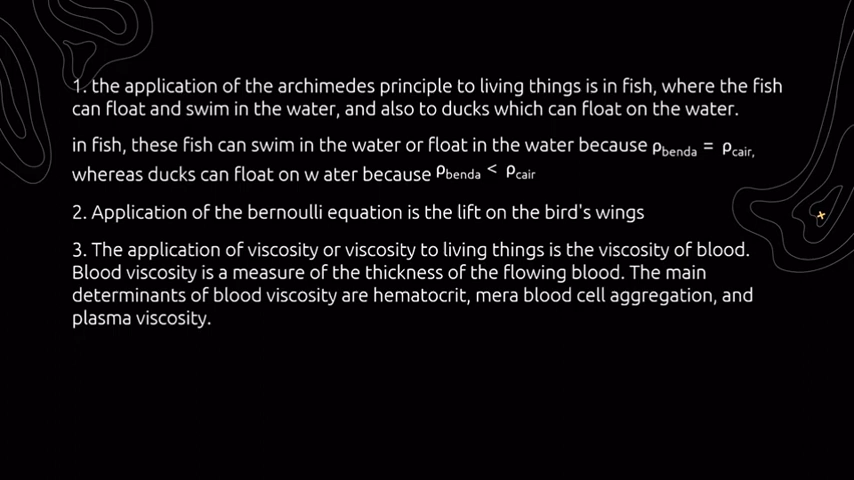 1. the application of the archimedes principle to living things is in fish, where the fish
can float and swim in the water, and also to ducks which can float on the water.
in fish, these fish can swim in the water or float in the water because ρbenda = ρcair,
whereas ducks can float on w ater because ρbenda < ρcair
2. Application of the bernoulli equation is the lift on the bird's wings
3. The application of viscosity or viscosity to living things is the viscosity of blood.
Blood viscosity is a measure of the thickness of the flowing blood. The main
determinants of blood viscosity are hematocrit, mera blood cell aggregation, and
plasma viscosity.